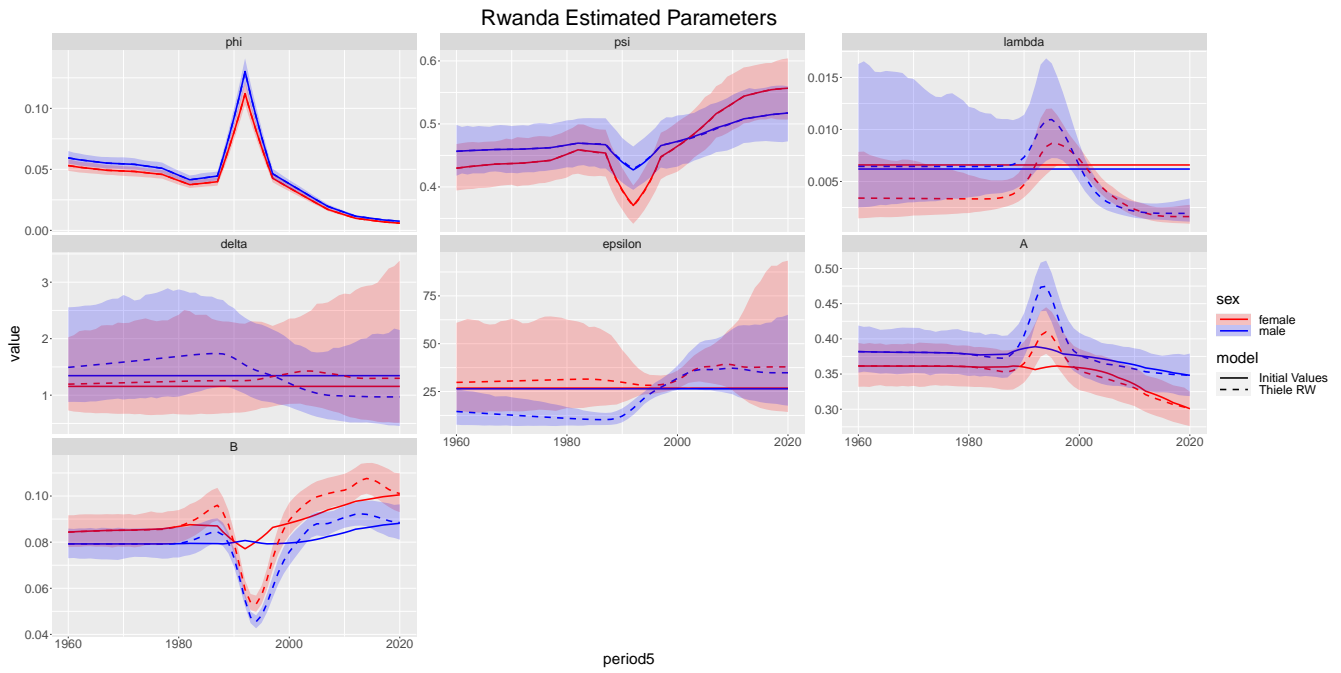 Rwanda Estimated Parameters
phi
psi
lambda
0.10
0.05
0.00
0.6
0.5
0.4
0.015
0.010
0.005
delta
epsilon
A
3
2
1
75
50
25
0.50
0.45
0.40
0.35
0.30
1960
1980
2000
2020
1960
1980
2000
2020
B
0.10
0.08
0.06
0.04
1960
1980
2000
2020
value
period5
sex
female
male
model
Initial Values
Thiele RW